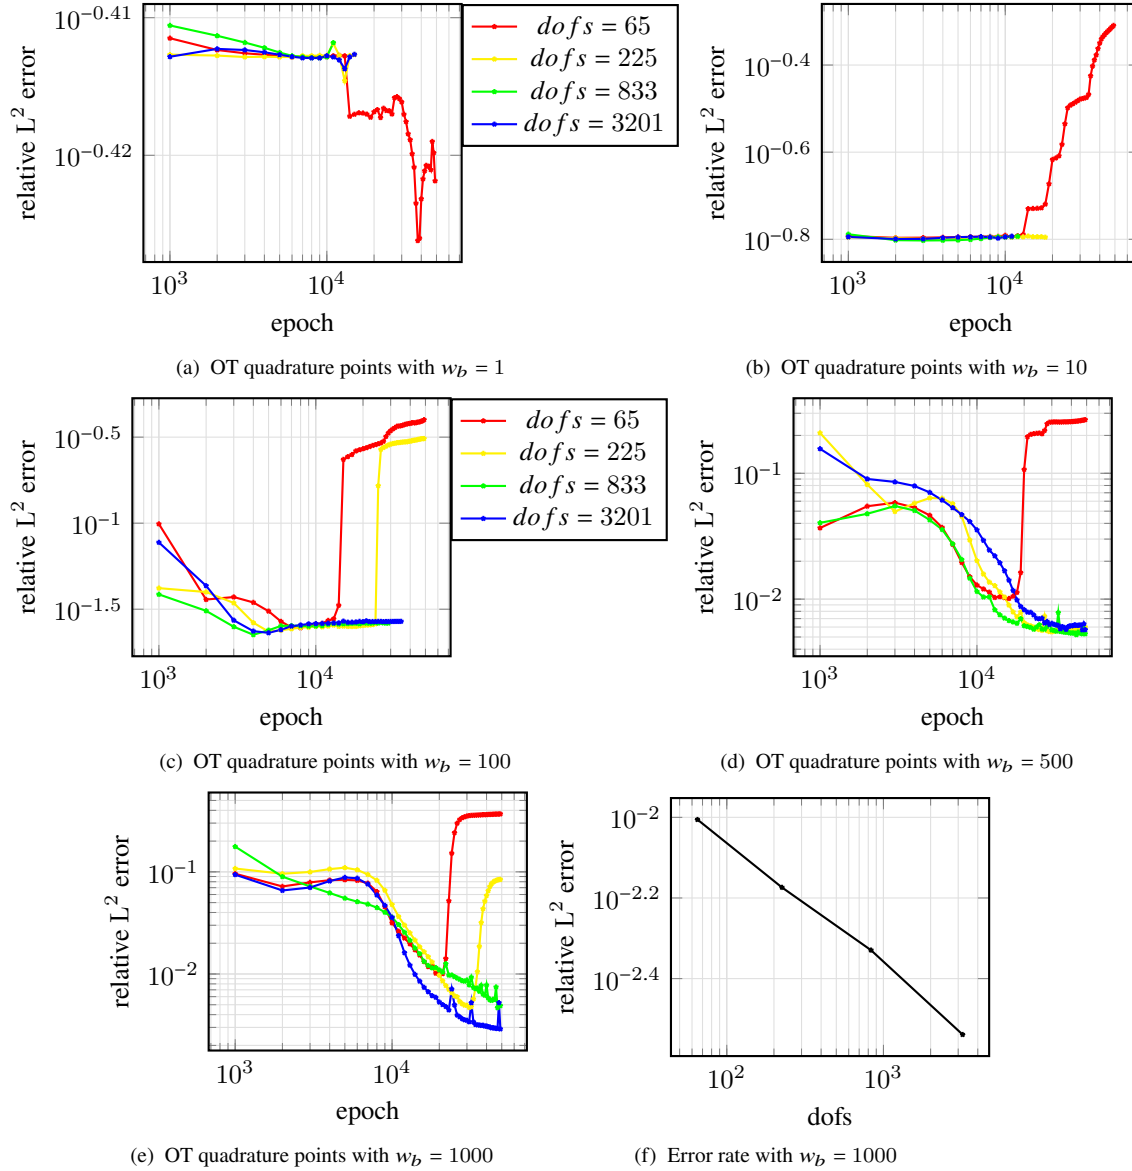 10^−0.41
10^−0.42
relative L² error
10^3
10^4
epoch
dofs = 65
dofs = 225
dofs = 833
dofs = 3201
(a) OT quadrature points with w_b = 1
10^−0.4
10^−0.6
10^−0.8
relative L² error
10^3
10^4
epoch
(b) OT quadrature points with w_b = 10
10^−0.5
10^−1
10^−1.5
relative L² error
10^3
10^4
epoch
dofs = 65
dofs = 225
dofs = 833
dofs = 3201
(c) OT quadrature points with w_b = 100
10^−1
10^−2
relative L² error
10^3
10^4
epoch
(d) OT quadrature points with w_b = 500
10^−1
10^−2
relative L² error
10^3
10^4
epoch
(e) OT quadrature points with w_b = 1000
10^−2
10^−2.2
10^−2.4
relative L² error
10^2
10^3
dofs
(f) Error rate with w_b = 1000